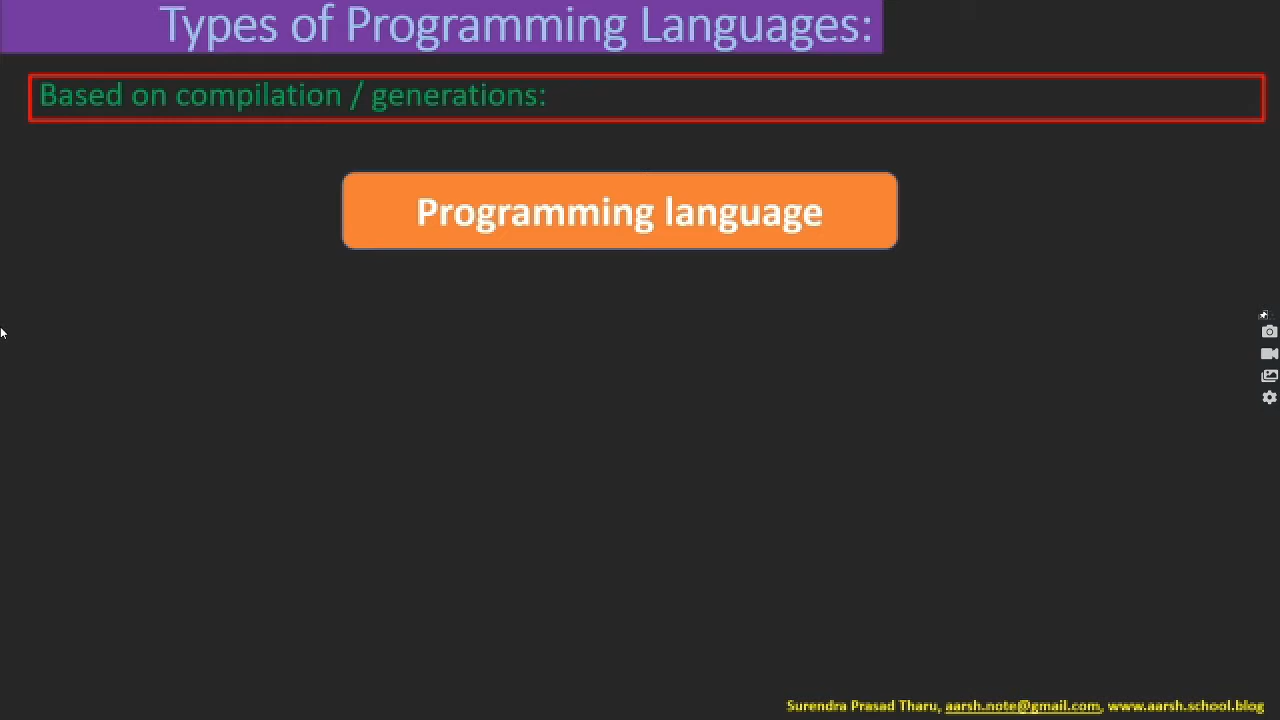 Types of Programming Languages:
Based on compilation / generations:
Programming language
Surendra Prasad Tharu, aarsh.note@gmail.com, www.aarsh.school.blog